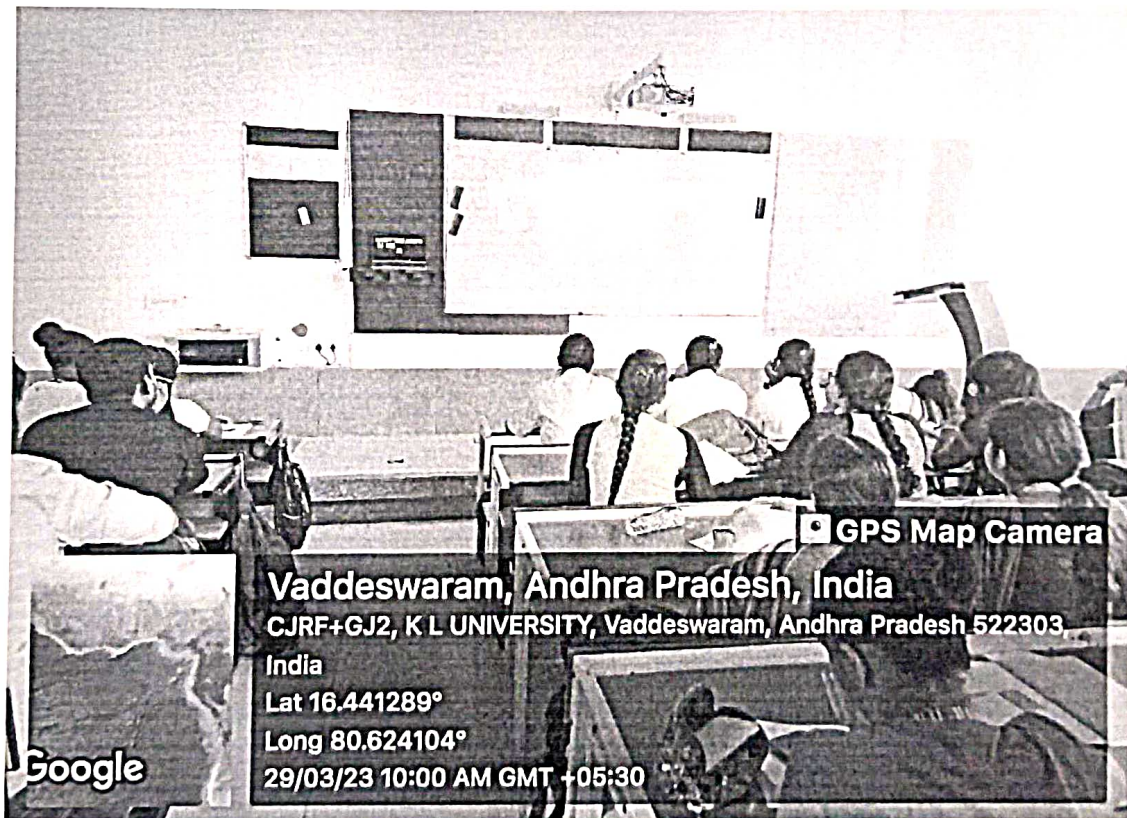 GPS Map Camera
Vaddeswaram, Andhra Pradesh, India
CJRF+GJ2, K L UNIVERSITY, Vaddeswaram, Andhra Pradesh 522303,
India
Lat 16.441289°
Long 80.624104°
29/03/23 10:00 AM GMT +05:30
Google